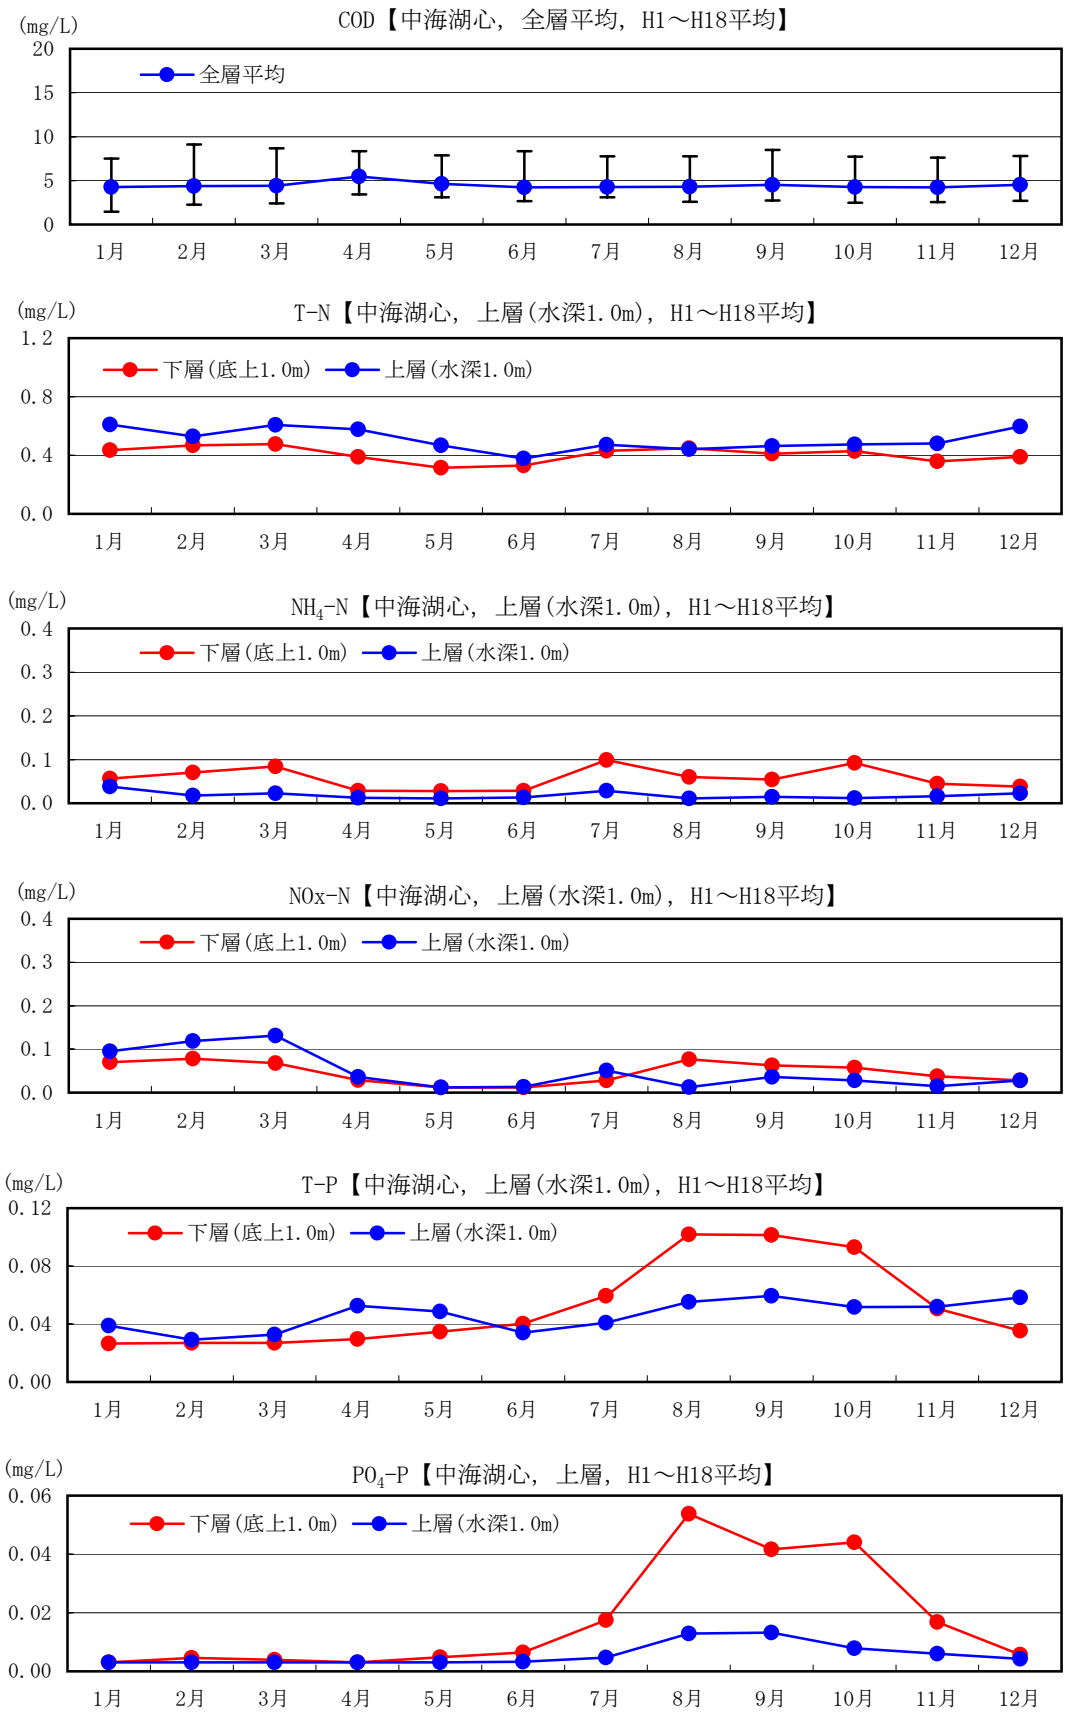 (mg/L)
COD【中海湖心, 全層平均, H1～H18平均】
20
15
10
5
0
全層平均
1月 2月 3月 4月 5月 6月 7月 8月 9月 10月 11月 12月
(mg/L)
T-N【中海湖心, 上層(水深1.0m), H1～H18平均】
1.2
0.8
0.4
0.0
下層(底上1.0m) 上層(水深1.0m)
1月 2月 3月 4月 5月 6月 7月 8月 9月 10月 11月 12月
(mg/L)
NH₄-N【中海湖心, 上層(水深1.0m), H1～H18平均】
0.4
0.3
0.2
0.1
0.0
下層(底上1.0m) 上層(水深1.0m)
1月 2月 3月 4月 5月 6月 7月 8月 9月 10月 11月 12月
(mg/L)
NOx-N【中海湖心, 上層(水深1.0m), H1～H18平均】
0.4
0.3
0.2
0.1
0.0
下層(底上1.0m) 上層(水深1.0m)
1月 2月 3月 4月 5月 6月 7月 8月 9月 10月 11月 12月
(mg/L)
T-P【中海湖心, 上層(水深1.0m), H1～H18平均】
0.12
0.08
0.04
0.00
下層(底上1.0m) 上層(水深1.0m)
1月 2月 3月 4月 5月 6月 7月 8月 9月 10月 11月 12月
(mg/L)
PO₄-P【中海湖心, 上層, H1～H18平均】
0.06
0.04
0.02
0.00
下層(底上1.0m) 上層(水深1.0m)
1月 2月 3月 4月 5月 6月 7月 8月 9月 10月 11月 12月